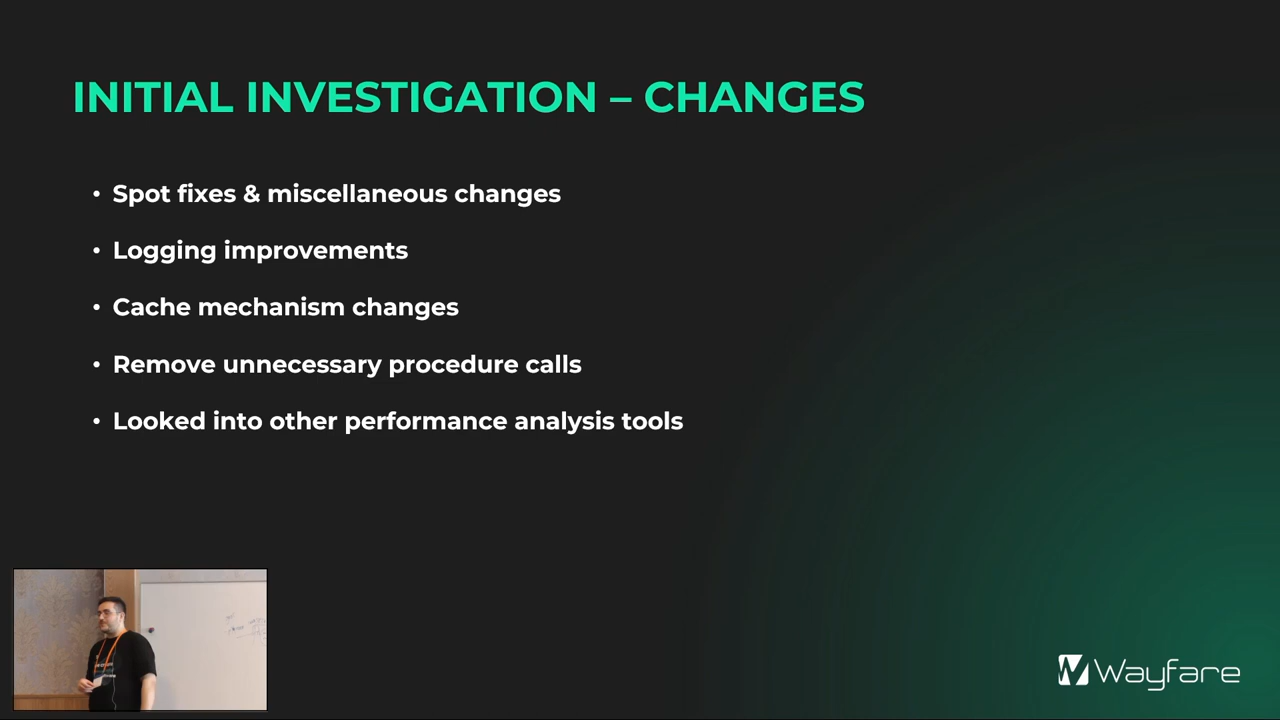 INITIAL INVESTIGATION – CHANGES
• Spot fixes & miscellaneous changes
• Logging improvements
• Cache mechanism changes
• Remove unnecessary procedure calls
• Looked into other performance analysis tools
Wayfare